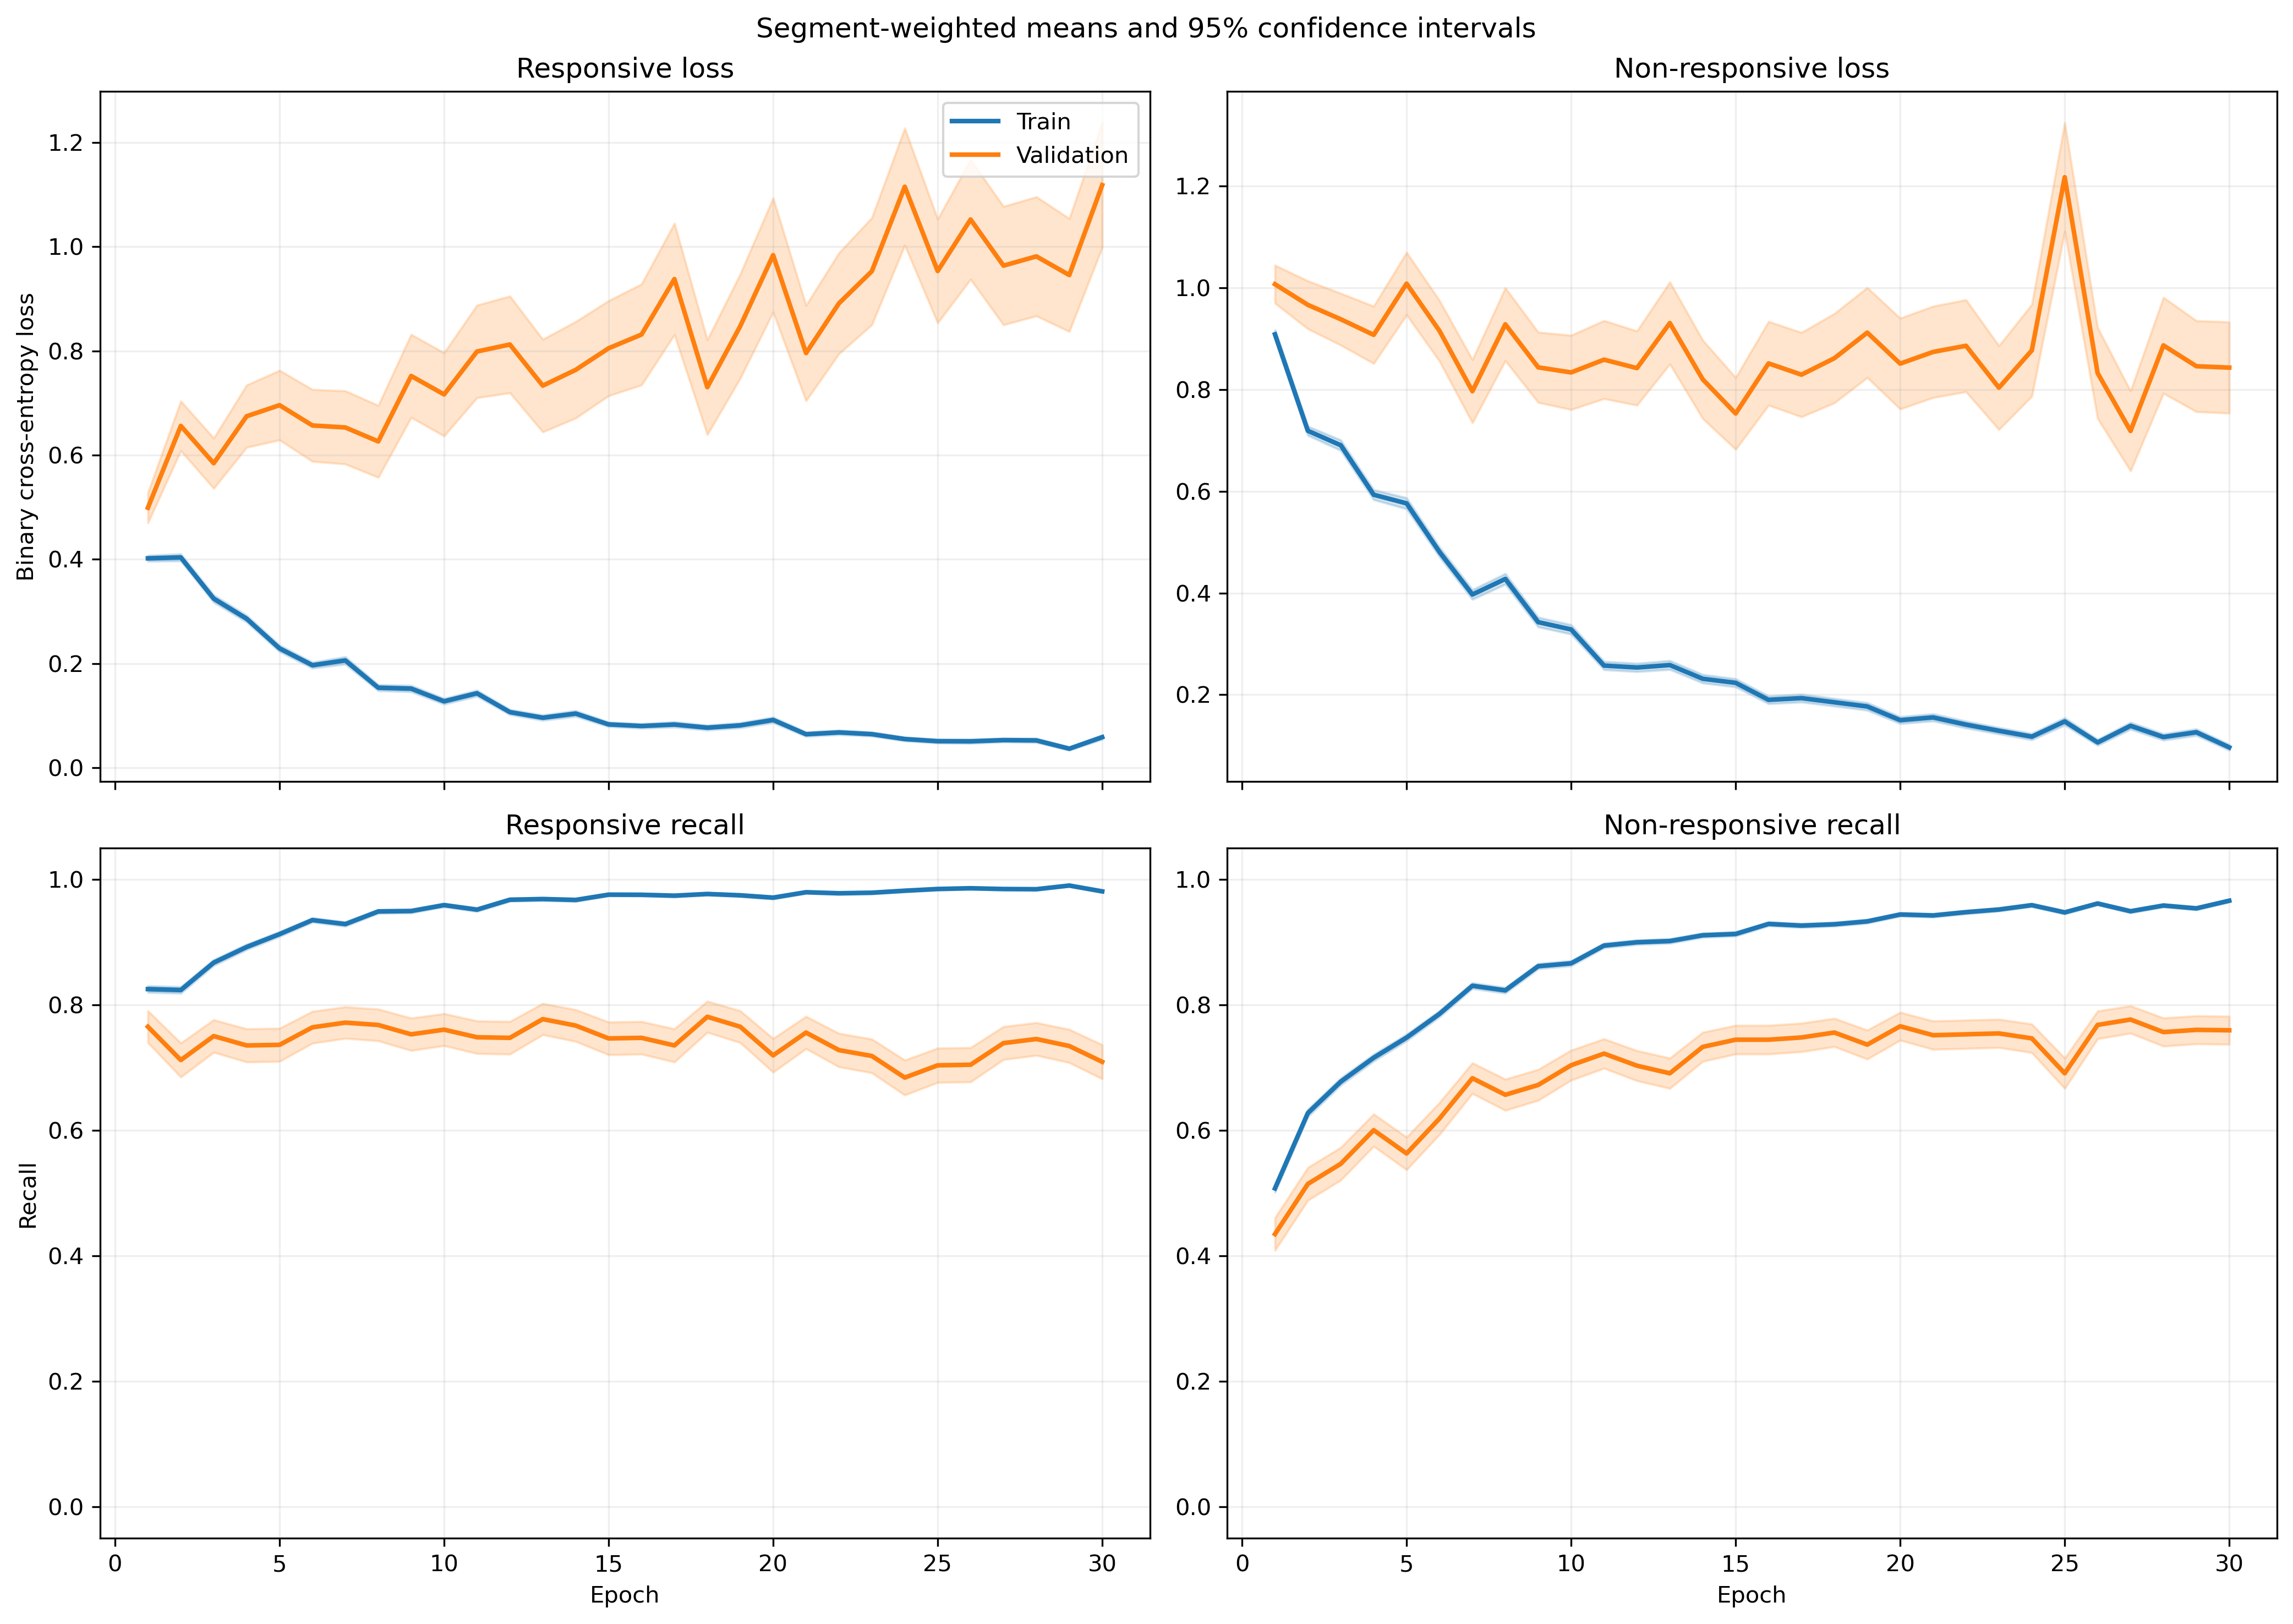 Segment-weighted means and 95% confidence intervals
Responsive loss
Non-responsive loss
Train
Validation
Binary cross-entropy loss
1.2
1.0
0.8
0.6
0.4
0.2
0.0
1.2
1.0
0.8
0.6
0.4
0.2
Responsive recall
Non-responsive recall
Recall
1.0
0.8
0.6
0.4
0.2
0.0
0 5 10 15 20 25 30
Epoch
1.0
0.8
0.6
0.4
0.2
0.0
0 5 10 15 20 25 30
Epoch